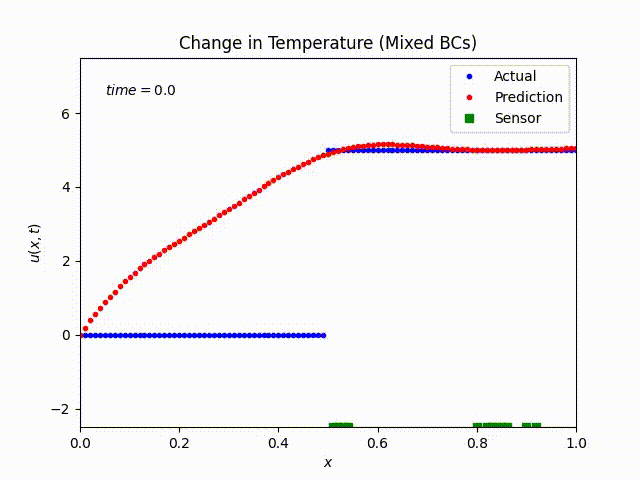 Change in Temperature (Mixed BCs)
time = 0.0
Actual
Prediction
Sensor
6
4
2
0
−2
u(x, t)
0.0 0.2 0.4 0.6 0.8 1.0
x